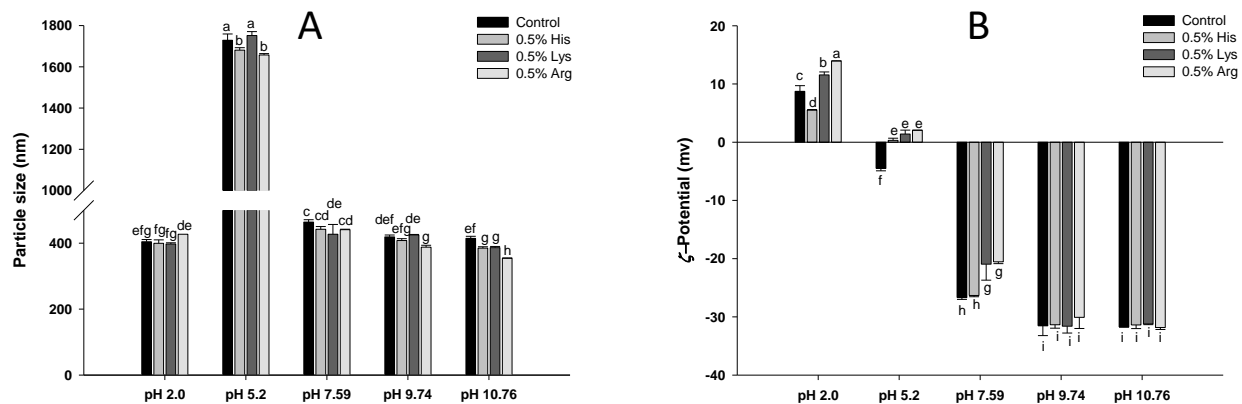 A
Control
0.5% His
0.5% Lys
0.5% Arg
Particle size (nm)
1800
1600
1400
1200
1000
400
200
0
a
b
a
b
efg
fg
fg
de
c
cd
de
cd
def
efg
de
g
ef
g
g
h
pH 2.0
pH 5.2
pH 7.59
pH 9.74
pH 10.76
B
Control
0.5% His
0.5% Lys
0.5% Arg
ζ-Potential (mv)
20
10
0
-10
-20
-30
-40
c
d
b
a
f
e
e
e
h
h
g
g
i
i
i
i
i
i
i
i
pH 2.0
pH 5.2
pH 7.59
pH 9.74
pH 10.76